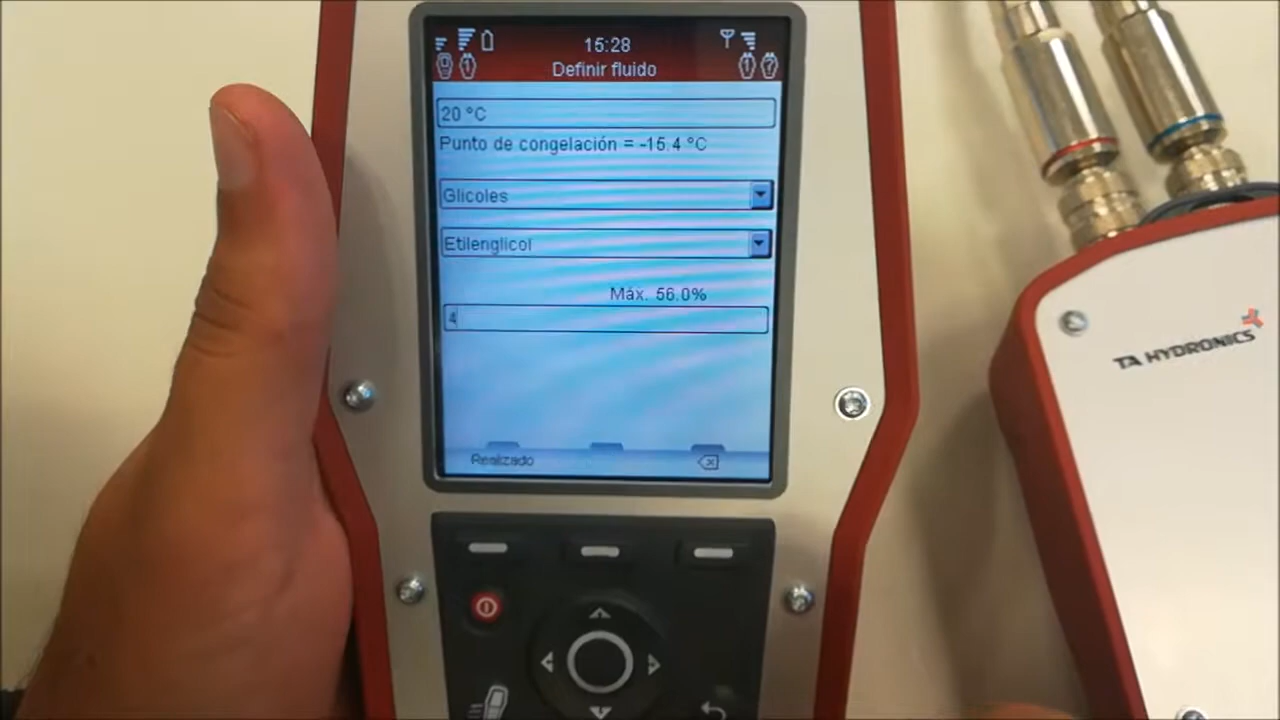 15:28
Definir fluido
20 °C
Punto de congelación = -15.4 °C
Glicoles
Etilenglicol
Máx. 56.0%
4
Realizado
TA HYDRONICS